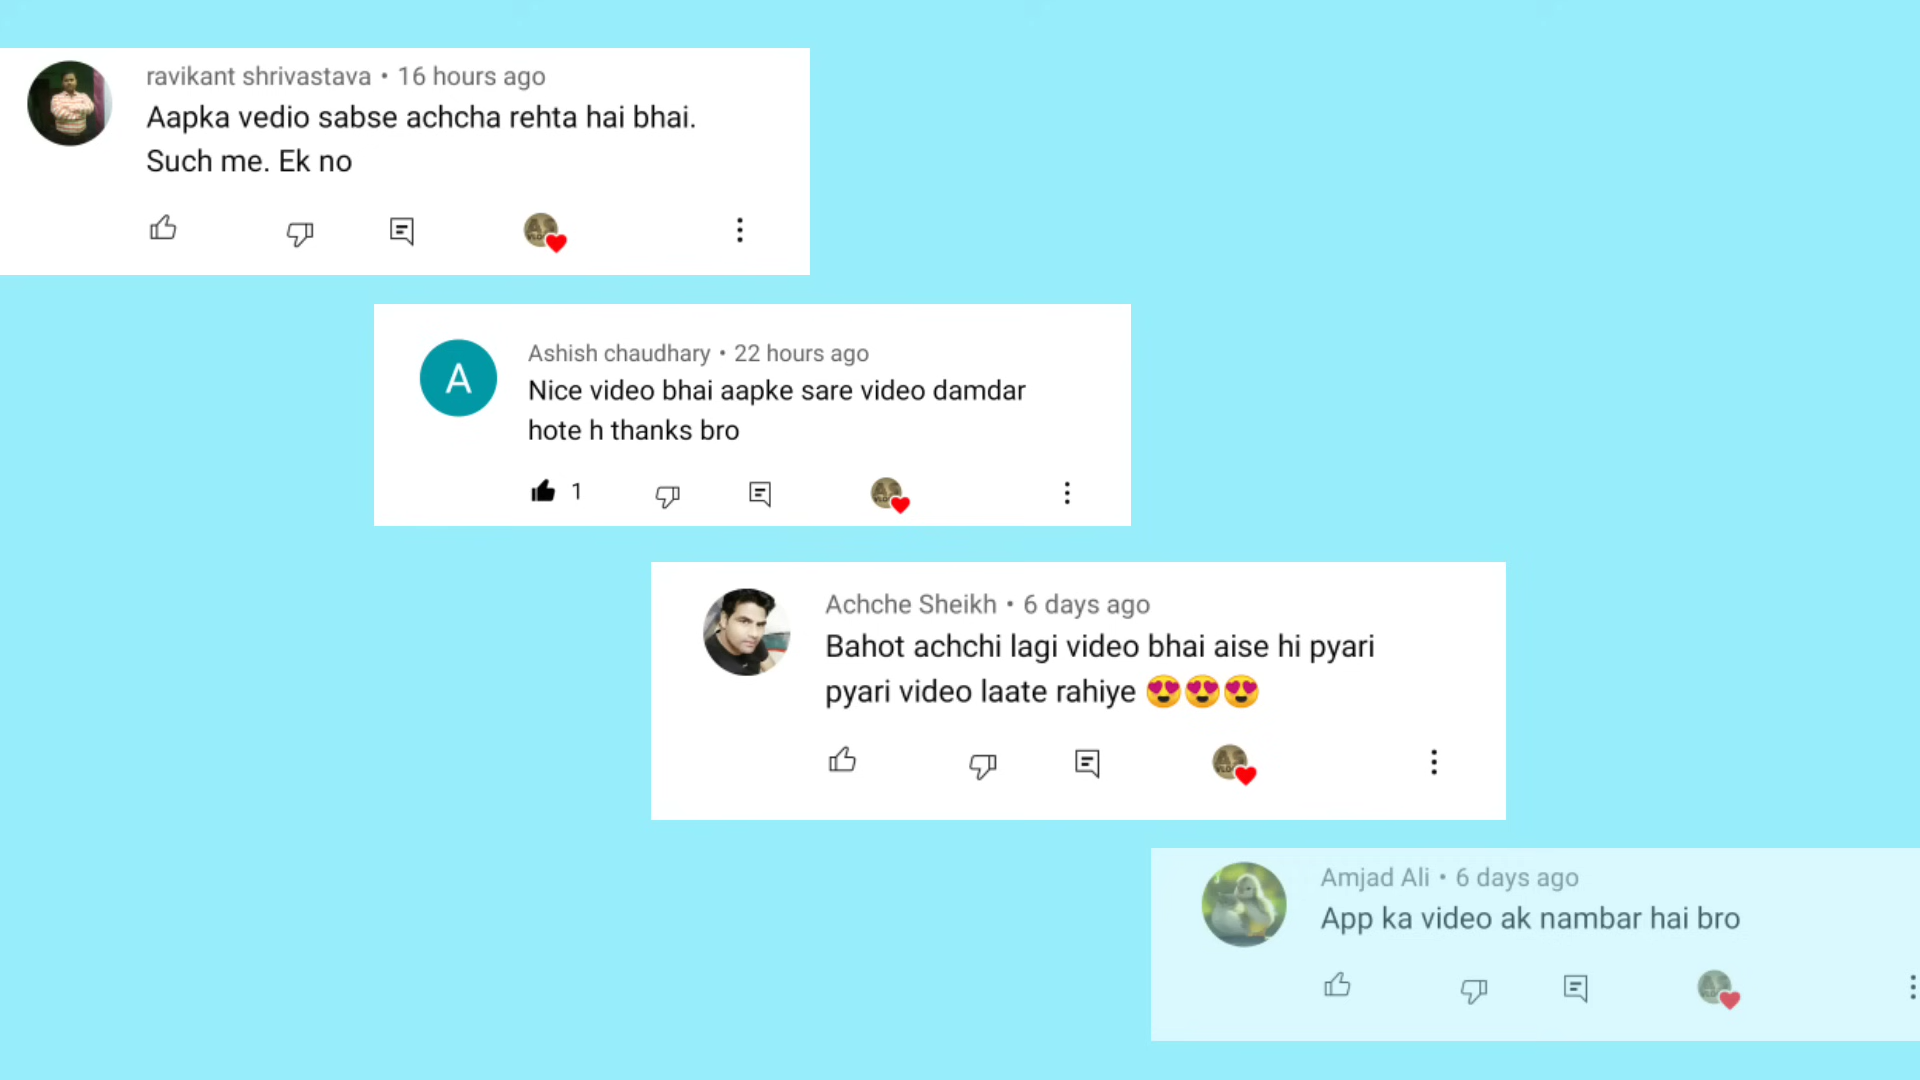 ravikant shrivastava • 16 hours ago
Aapka vedio sabse achcha rehta hai bhai.
Such me. Ek no
A
Ashish chaudhary • 22 hours ago
Nice video bhai aapke sare video damdar
hote h thanks bro
1
Achche Sheikh • 6 days ago
Bahot achchi lagi video bhai aise hi pyari
pyari video laate rahiye 😍😍😍
Amjad Ali • 6 days ago
App ka video ak nambar hai bro